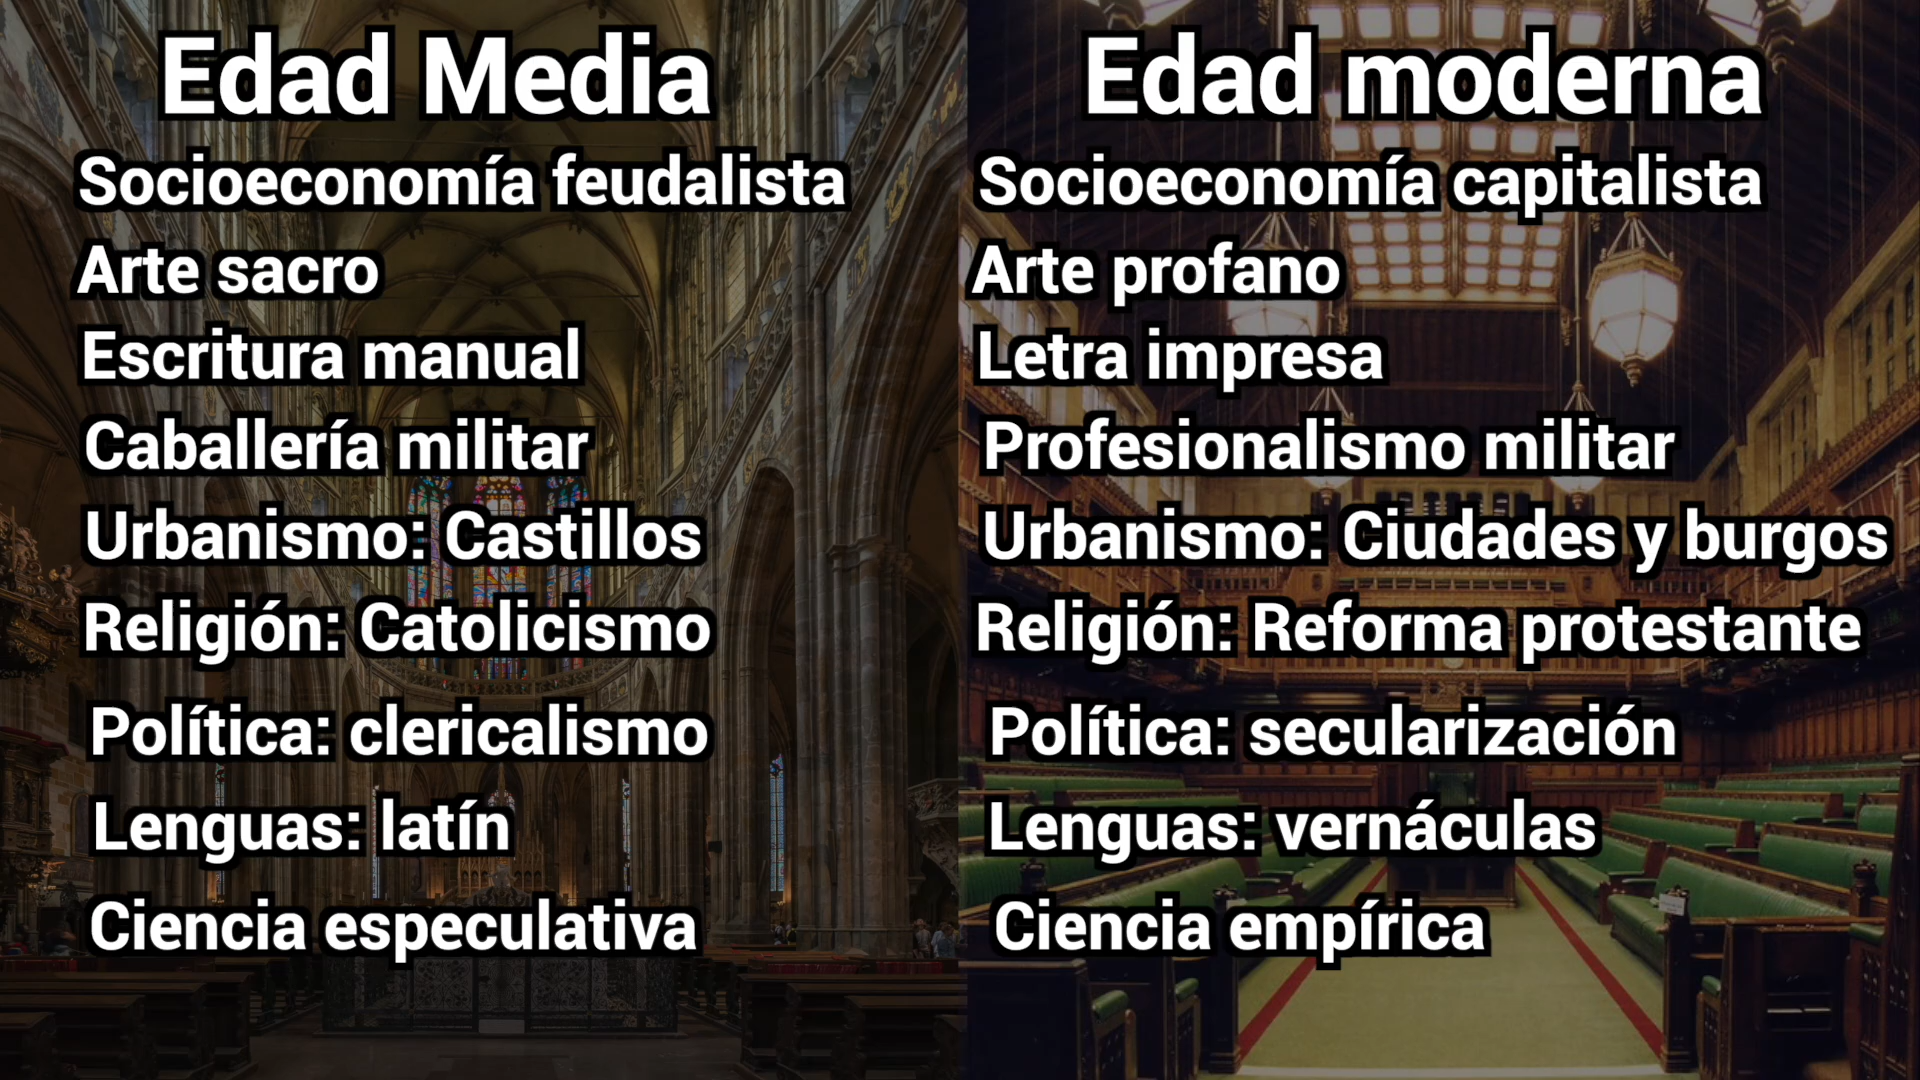 Edad Media
Socioeconomía feudalista
Arte sacro
Escritura manual
Caballería militar
Urbanismo: Castillos
Religión: Catolicismo
Política: clericalismo
Lenguas: latín
Ciencia especulativa
Edad moderna
Socioeconomía capitalista
Arte profano
Letra impresa
Profesionalismo militar
Urbanismo: Ciudades y burgos
Religión: Reforma protestante
Política: secularización
Lenguas: vernáculas
Ciencia empírica